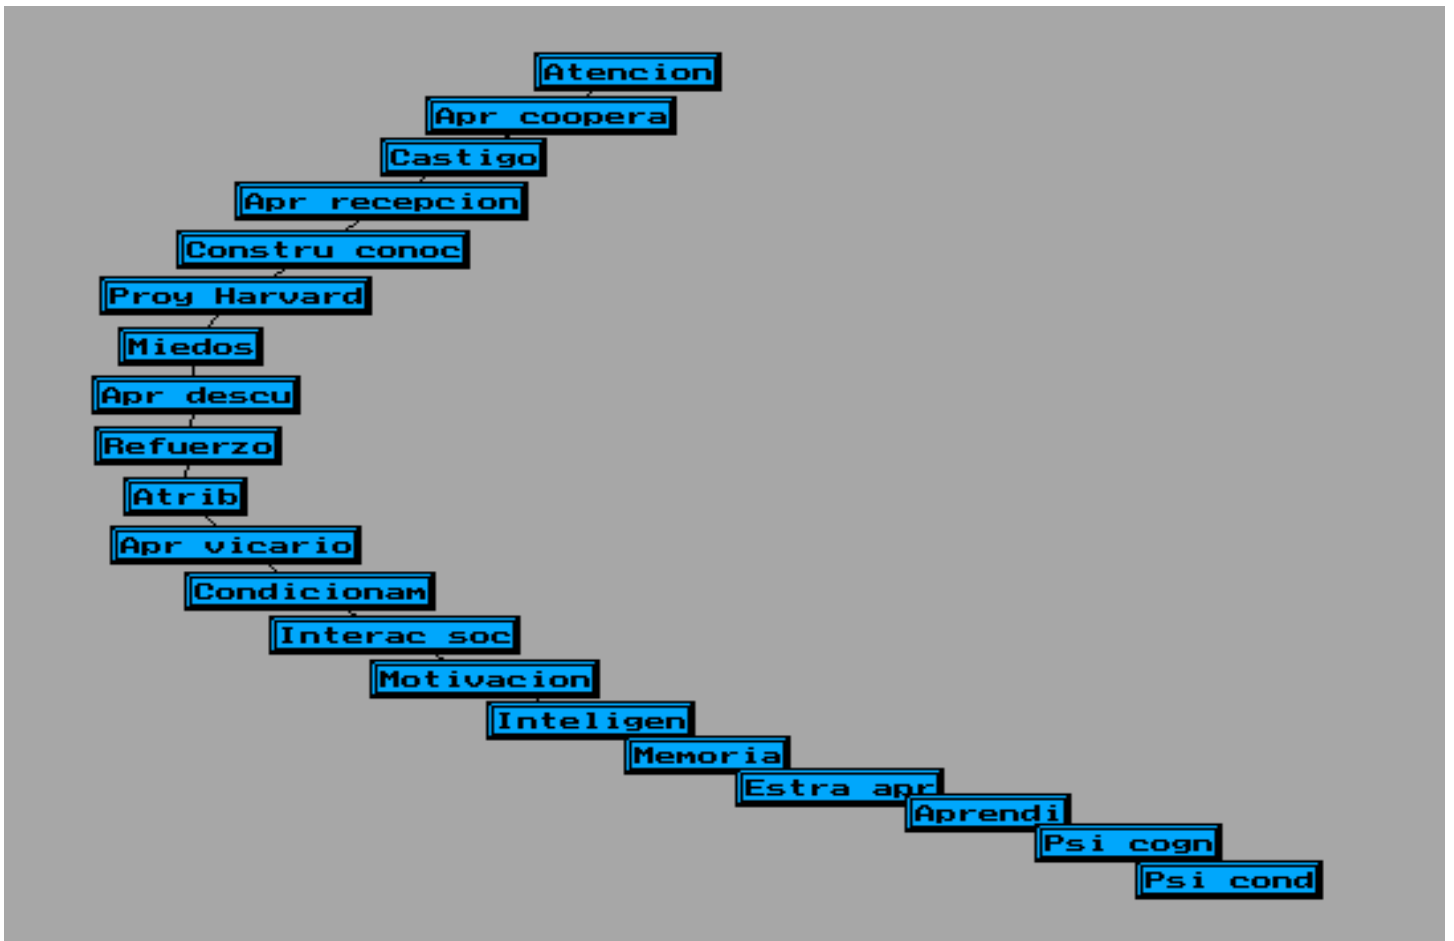 Atencion
Apr coopera
Castigo
Apr recepcion
Constru conoc
Proy Harvard
Miedos
Apr descu
Refuerzo
Atrib
Apr vicario
Condicionam
Interac soc
Motivacion
Inteligen
Memoria
Estra apr
Aprendi
Psi cogn
Psi cond